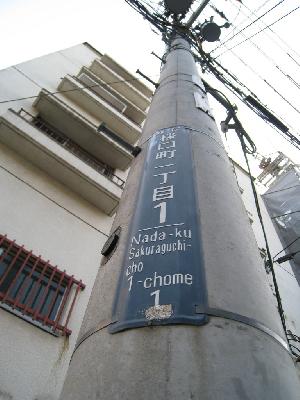 桜口町
一丁目
1
Nada-ku
Sakuraguchi-
cho
1-chome
1